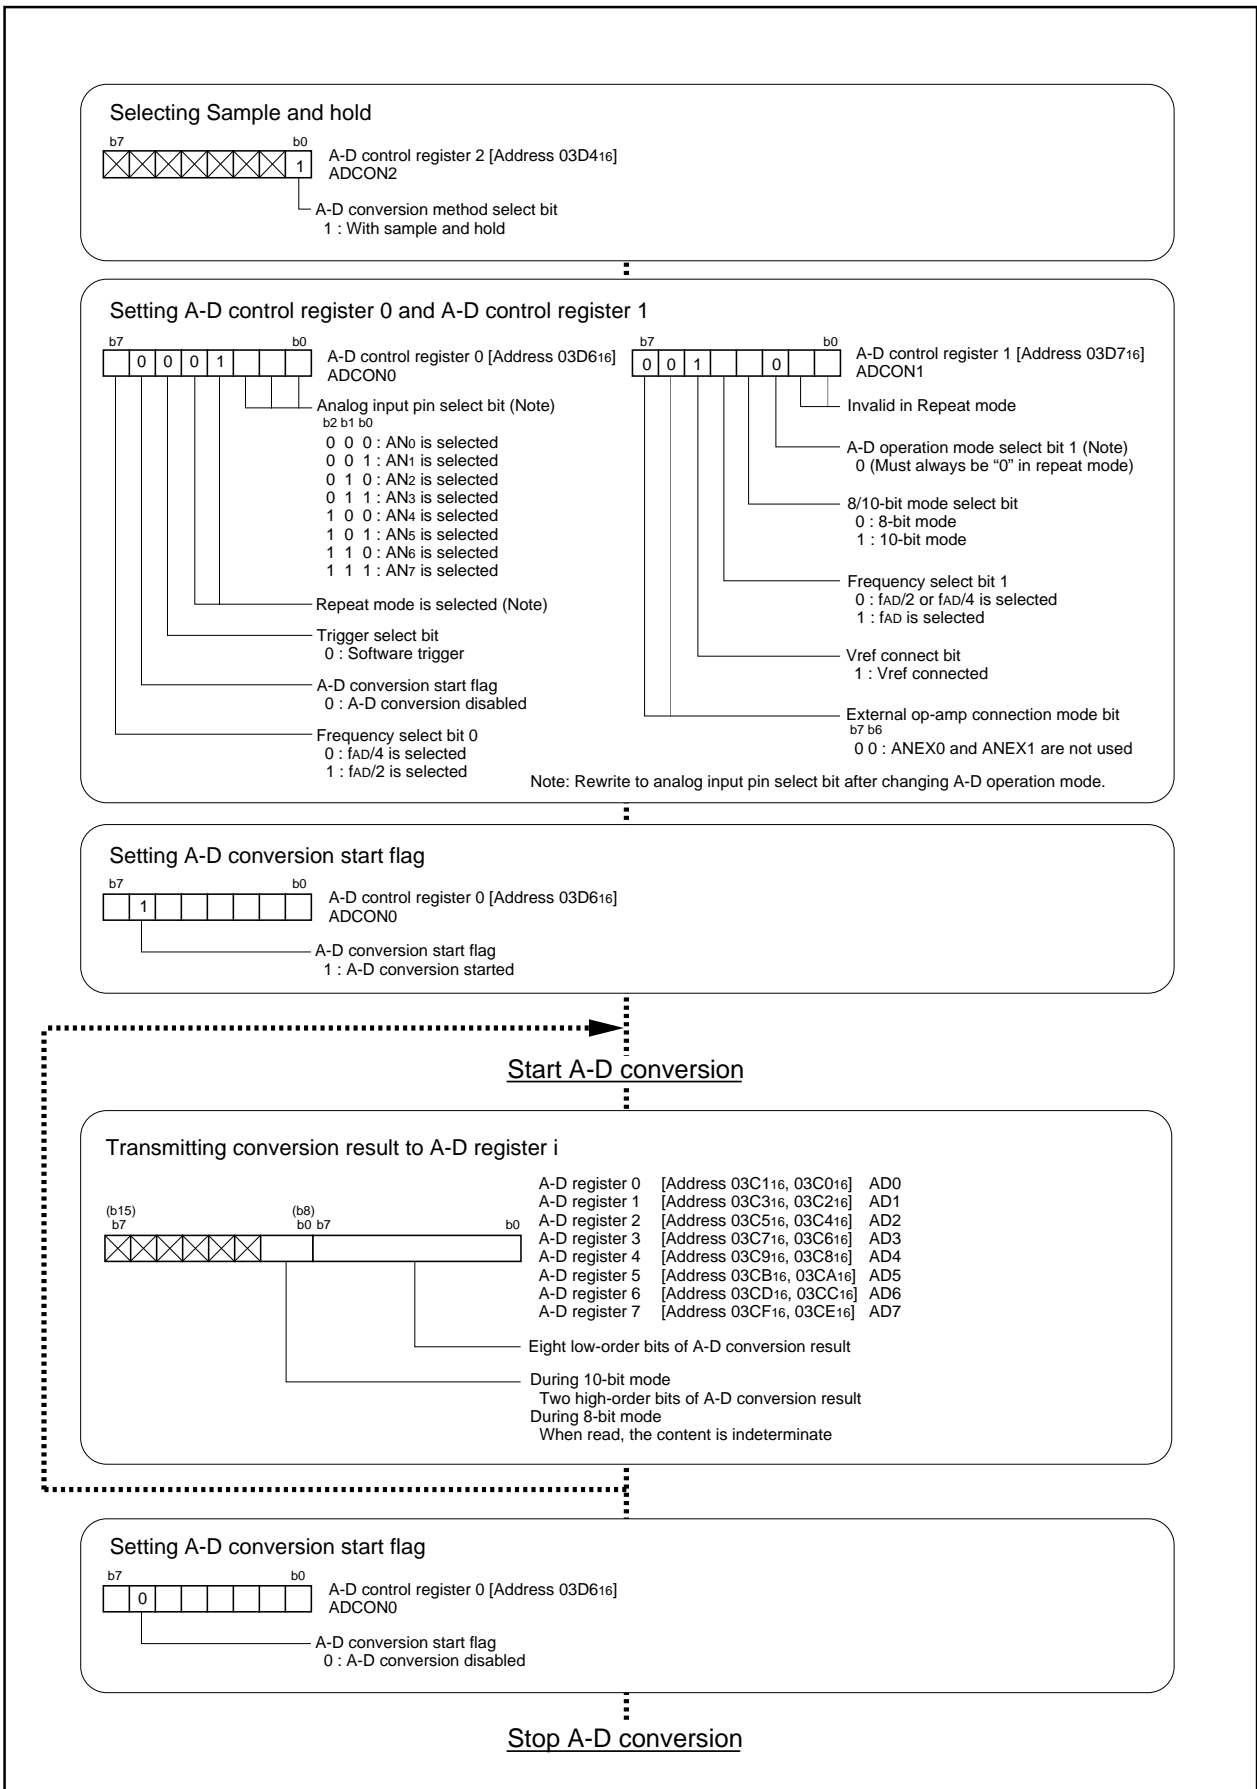 Selecting Sample and hold
b7 b0
1
A-D control register 2 [Address 03D416]
ADCON2
A-D conversion method select bit
1 : With sample and hold
Setting A-D control register 0 and A-D control register 1
b7 b0
0 0 0 1
A-D control register 0 [Address 03D616]
ADCON0
Analog input pin select bit (Note)
b2 b1 b0
0 0 0 : AN0 is selected
0 0 1 : AN1 is selected
0 1 0 : AN2 is selected
0 1 1 : AN3 is selected
1 0 0 : AN4 is selected
1 0 1 : AN5 is selected
1 1 0 : AN6 is selected
1 1 1 : AN7 is selected
Repeat mode is selected (Note)
Trigger select bit
0 : Software trigger
A-D conversion start flag
0 : A-D conversion disabled
Frequency select bit 0
0 : fAD/4 is selected
1 : fAD/2 is selected
b7 b0
0 0 1 0
A-D control register 1 [Address 03D716]
ADCON1
Invalid in Repeat mode
A-D operation mode select bit 1 (Note)
0 (Must always be “0” in repeat mode)
8/10-bit mode select bit
0 : 8-bit mode
1 : 10-bit mode
Frequency select bit 1
0 : fAD/2 or fAD/4 is selected
1 : fAD is selected
Vref connect bit
1 : Vref connected
External op-amp connection mode bit
b7 b6
0 0 : ANEX0 and ANEX1 are not used
Note: Rewrite to analog input pin select bit after changing A-D operation mode.
Setting A-D conversion start flag
b7 b0
1
A-D control register 0 [Address 03D616]
ADCON0
A-D conversion start flag
1 : A-D conversion started
Start A-D conversion
Transmitting conversion result to A-D register i
A-D register 0 [Address 03C116, 03C016] AD0
A-D register 1 [Address 03C316, 03C216] AD1
A-D register 2 [Address 03C516, 03C416] AD2
A-D register 3 [Address 03C716, 03C616] AD3
A-D register 4 [Address 03C916, 03C816] AD4
A-D register 5 [Address 03CB16, 03CA16] AD5
A-D register 6 [Address 03CD16, 03CC16] AD6
A-D register 7 [Address 03CF16, 03CE16] AD7
(b15) (b8)
b7 b0 b7 b0
Eight low-order bits of A-D conversion result
During 10-bit mode
Two high-order bits of A-D conversion result
During 8-bit mode
When read, the content is indeterminate
Setting A-D conversion start flag
b7 b0
0
A-D control register 0 [Address 03D616]
ADCON0
A-D conversion start flag
0 : A-D conversion disabled
Stop A-D conversion